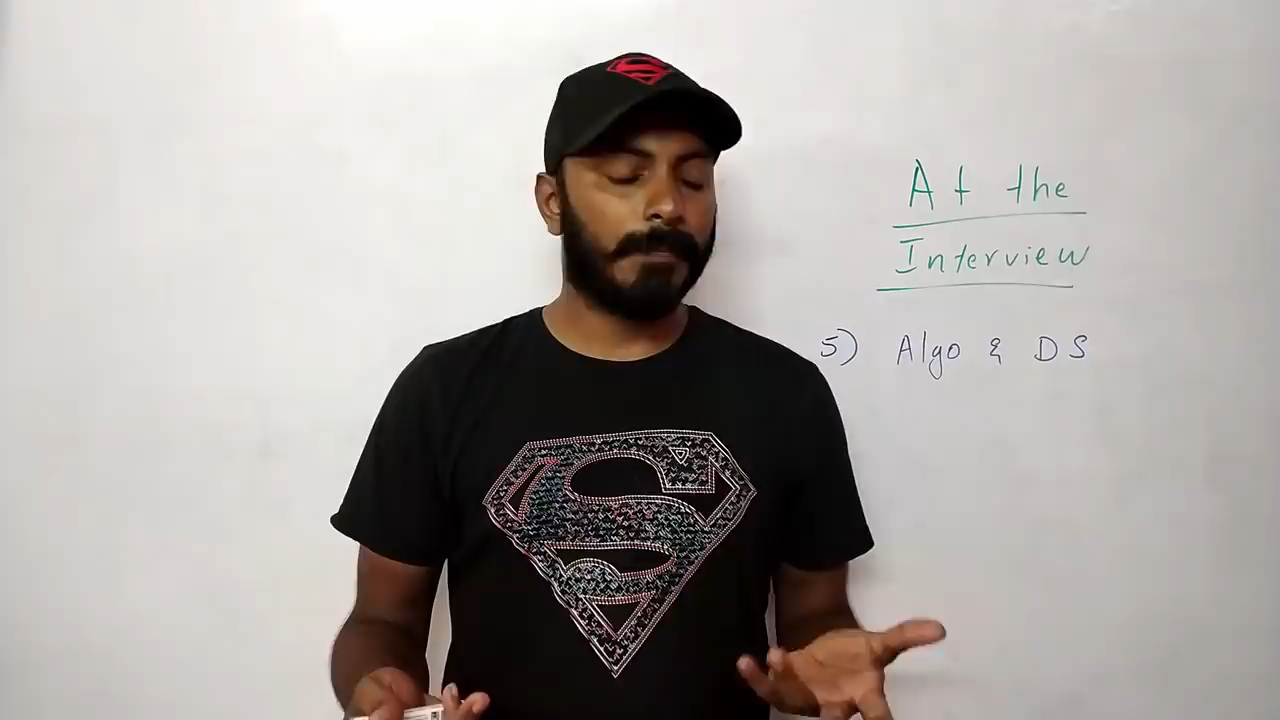 At the
Interview
5) Algo & DS